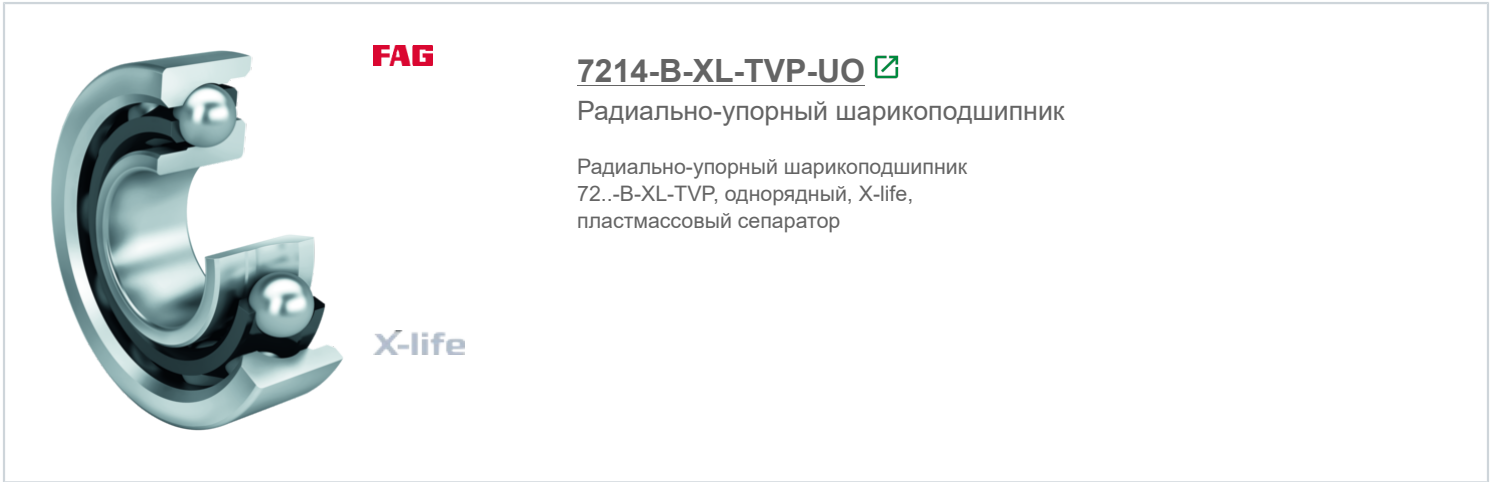 FAG
7214-B-XL-TVP-UO
Радиально-упорный шарикоподшипник
Радиально-упорный шарикоподшипник
72..-B-XL-TVP, однорядный, X-life,
пластмассовый сепаратор
X-life